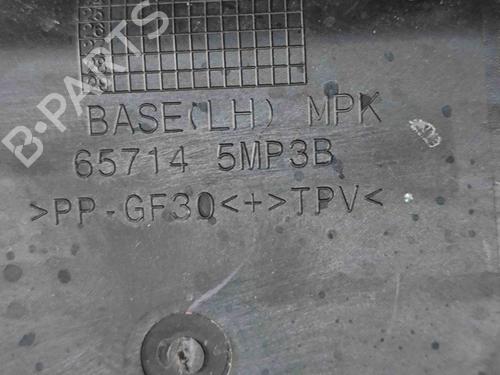 B-PARTS
BASE(LH) MPK
65714 5MP3B
>PP-GF30<+>TPV<